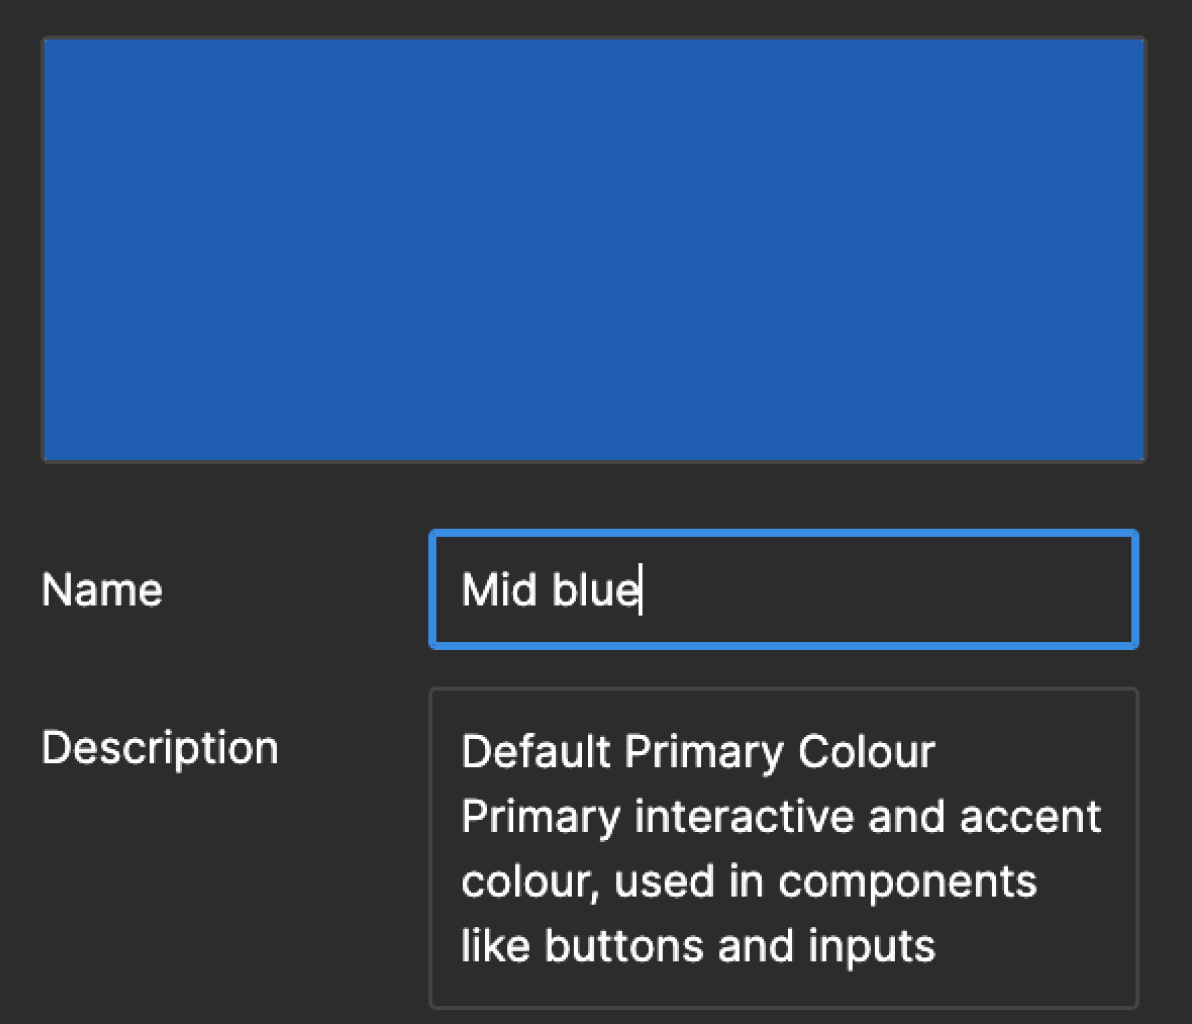 Name
Mid blue
Description
Default Primary Colour
Primary interactive and accent
colour, used in components
like buttons and inputs